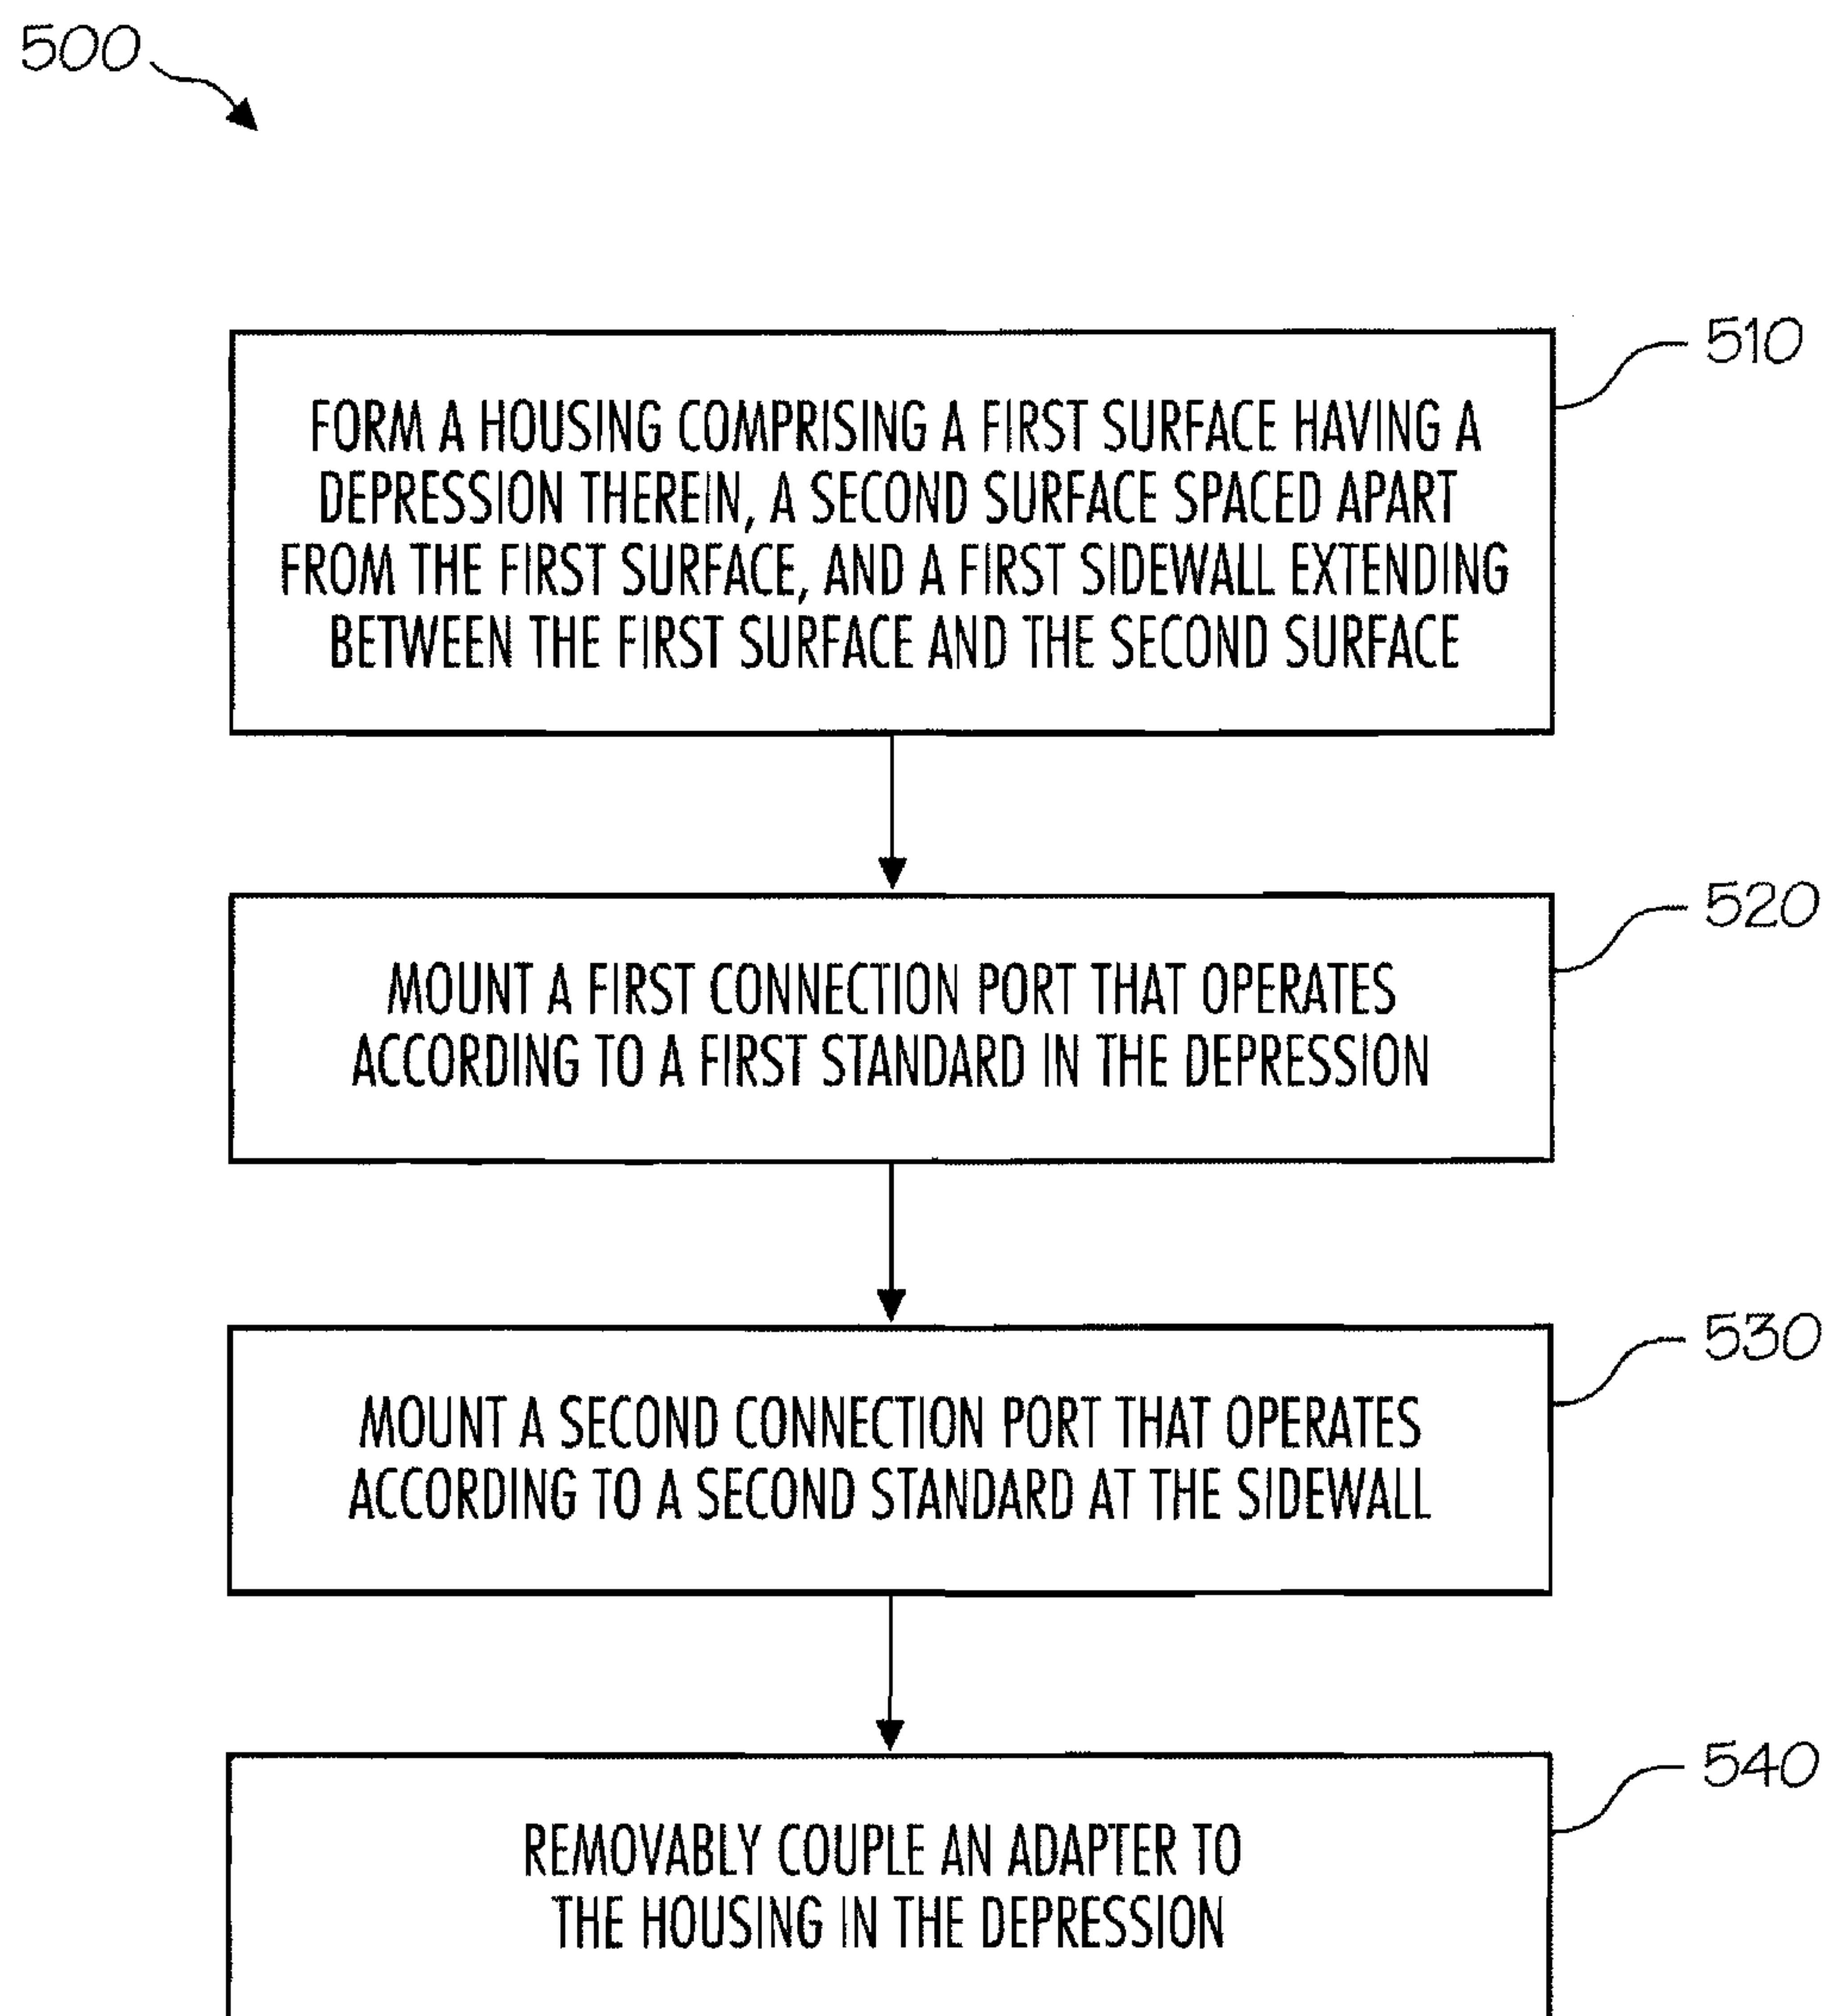 500
510
FORM A HOUSING COMPRISING A FIRST SURFACE HAVING A
DEPRESSION THEREIN, A SECOND SURFACE SPACED APART
FROM THE FIRST SURFACE, AND A FIRST SIDEWALL EXTENDING
BETWEEN THE FIRST SURFACE AND THE SECOND SURFACE
520
MOUNT A FIRST CONNECTION PORT THAT OPERATES
ACCORDING TO A FIRST STANDARD IN THE DEPRESSION
530
MOUNT A SECOND CONNECTION PORT THAT OPERATES
ACCORDING TO A SECOND STANDARD AT THE SIDEWALL
540
REMOVABLY COUPLE AN ADAPTER TO
THE HOUSING IN THE DEPRESSION